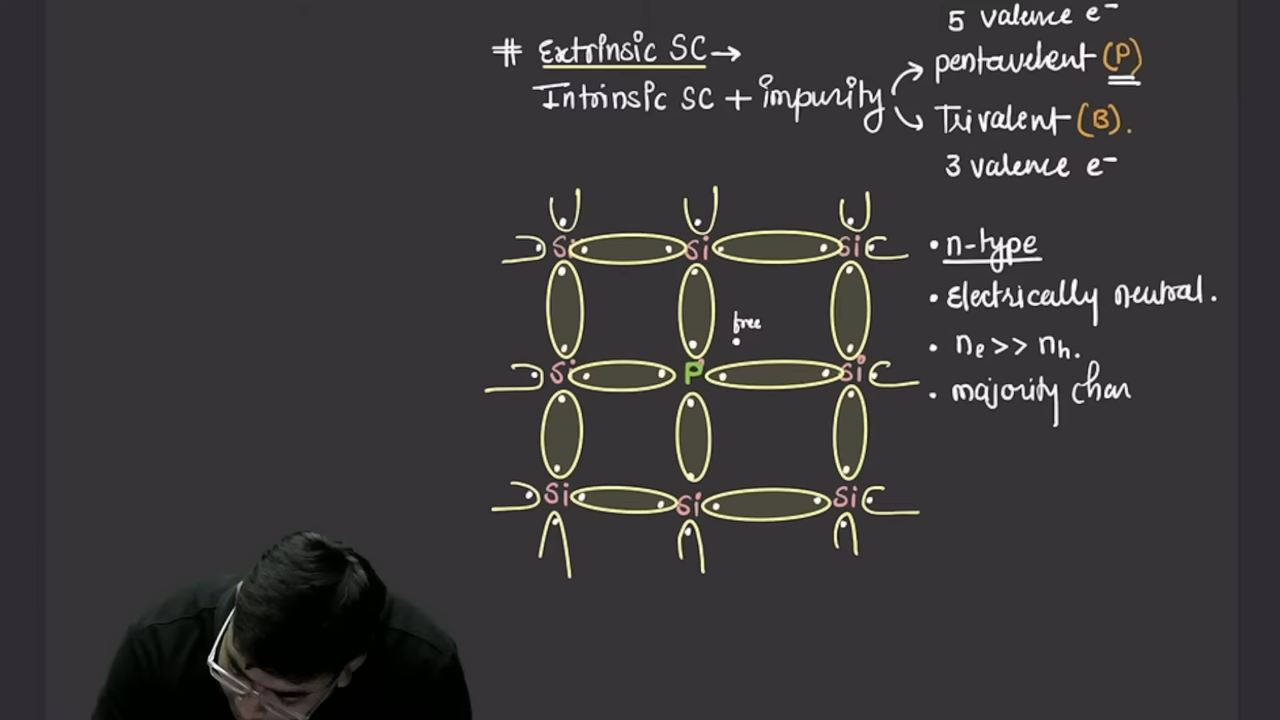 5 valence e⁻
# Extrinsic SC →
pentavelent (P)
Intrinsic SC + impurity
Trivalent (B).
3 valence e⁻
Si Si Si
• n-type
• Electrically neutral.
free
• nₑ >> nₕ.
Si P Si
• majority char
Si Si Si